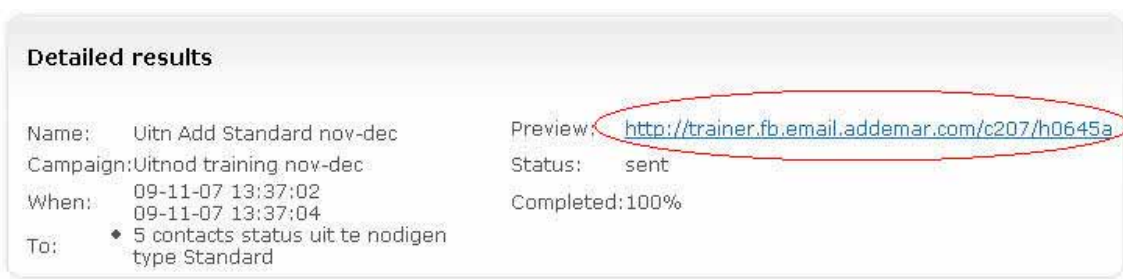 Detailed results
Name: Uitn Add Standard nov-dec
Campaign:Uitnod training nov-dec
When: 09-11-07 13:37:02
09-11-07 13:37:04
To: • 5 contacts status uit te nodigen
type Standard
Preview: http://trainer.fb.email.addemar.com/c207/h0645a
Status: sent
Completed:100%